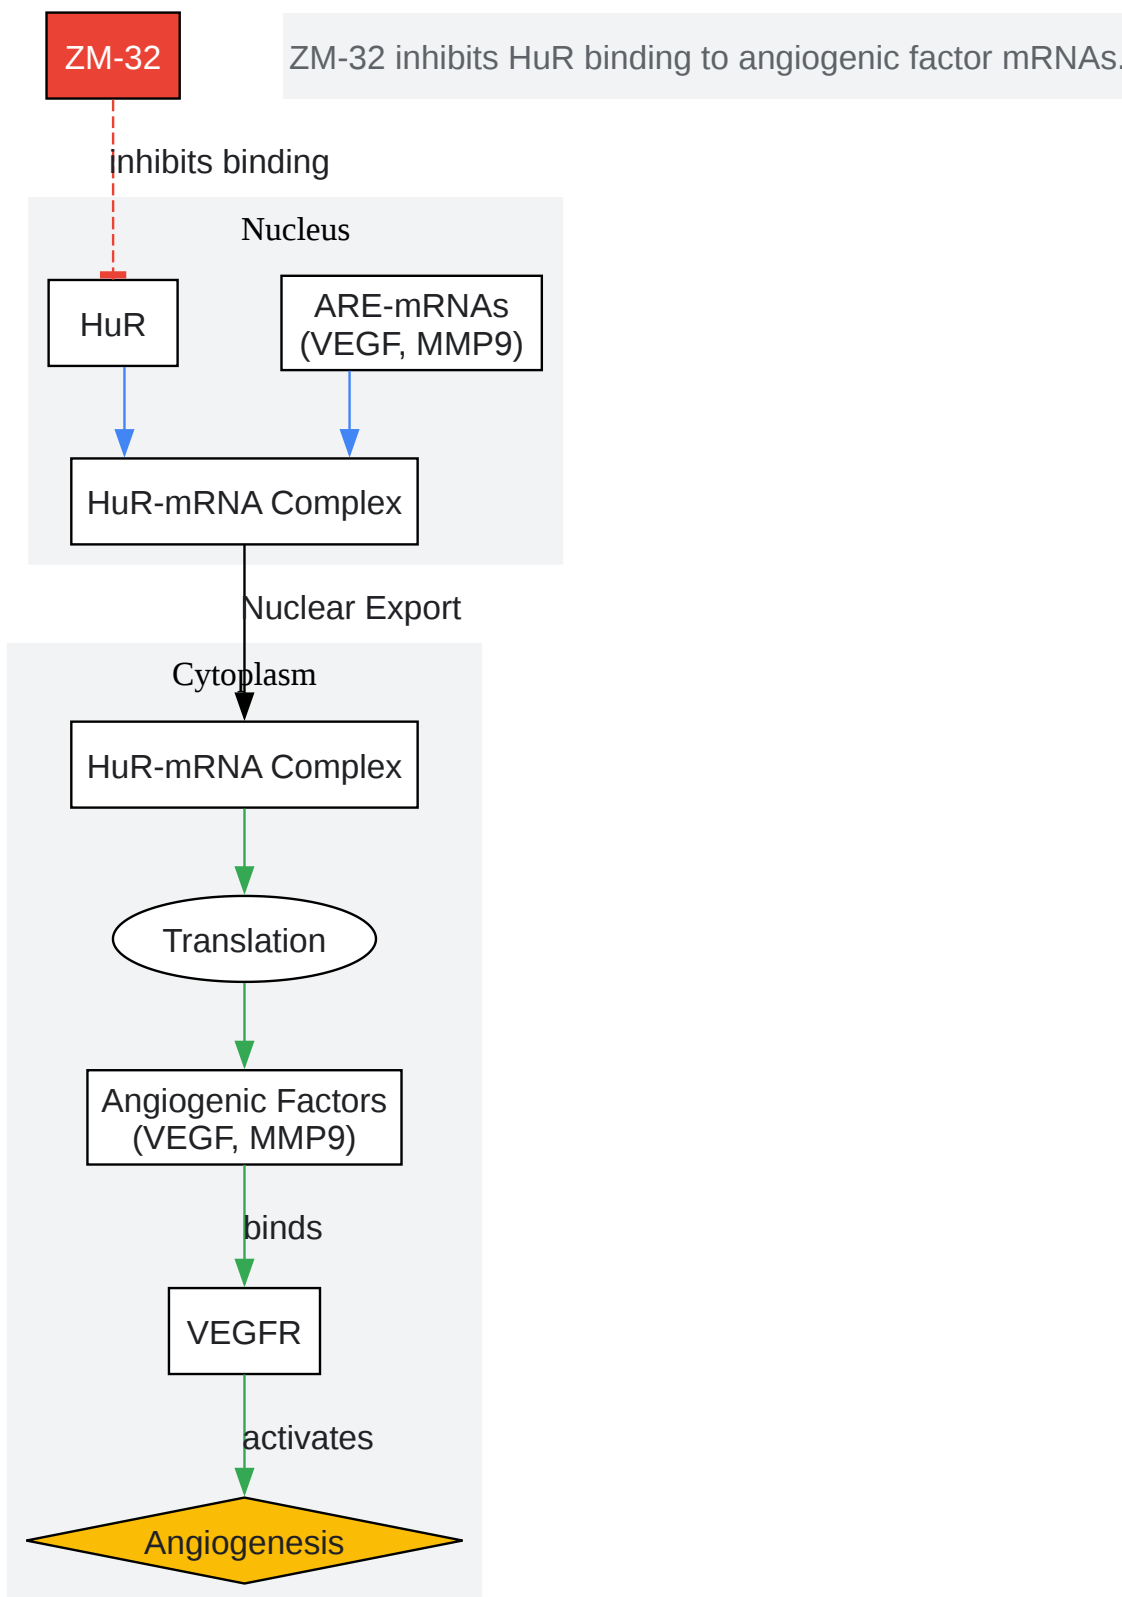 ZM-32
ZM-32 inhibits HuR binding to angiogenic factor mRNAs.
inhibits binding
Nucleus
HuR
ARE-mRNAs
(VEGF, MMP9)
HuR-mRNA Complex
Nuclear Export
Cytoplasm
HuR-mRNA Complex
Translation
Angiogenic Factors
(VEGF, MMP9)
binds
VEGFR
activates
Angiogenesis